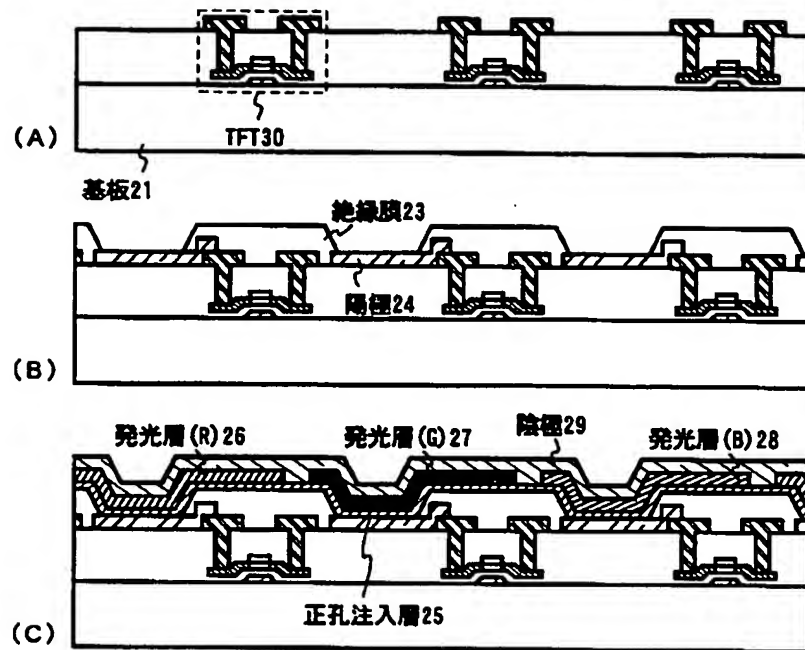 TFT30
(A)
基板21
絶縁膜23
陽極24
(B)
発光層(R)26
発光層(G)27
陰極29
発光層(B)28
正孔注入層25
(C)